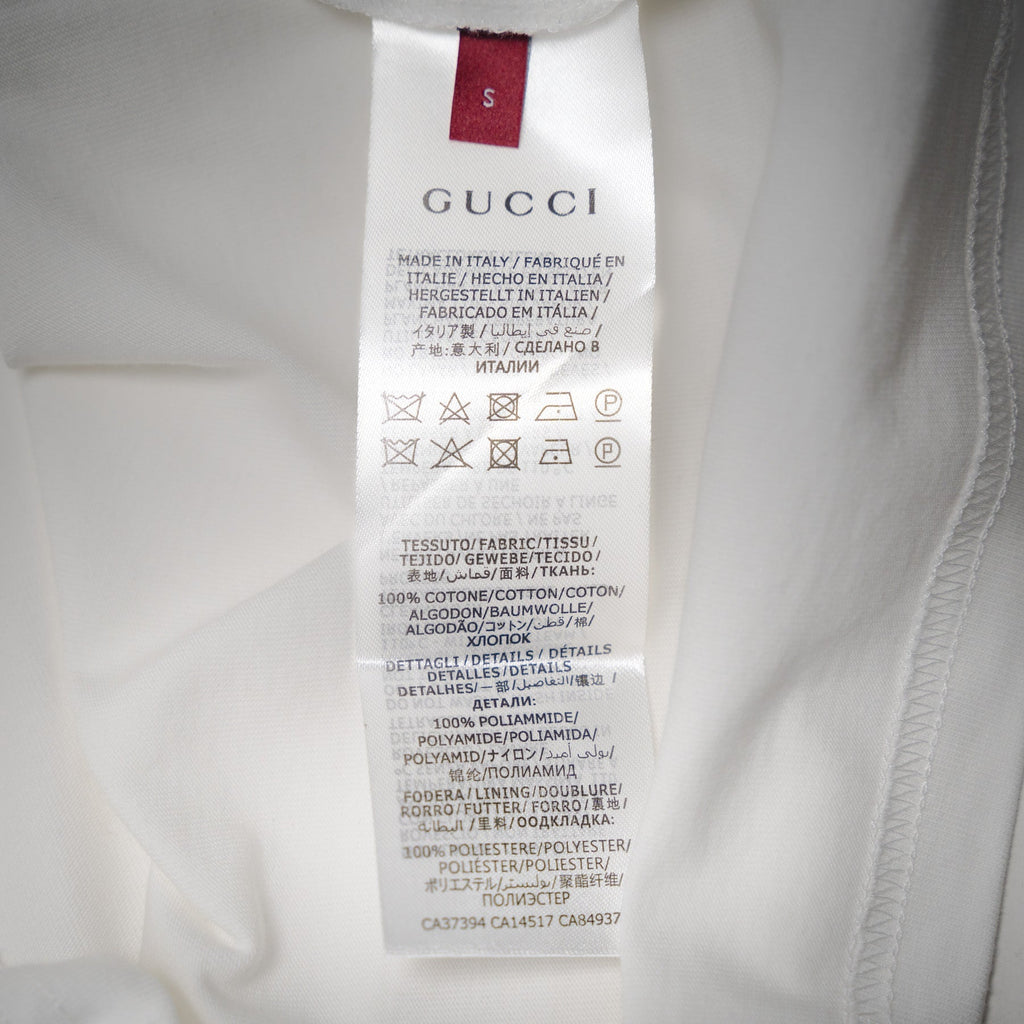 S
GUCCI
MADE IN ITALY / FABRIQUÉ EN
ITALIE / HECHO EN ITALIA /
HERGESTELLT IN ITALIEN /
FABRICADO EM ITÁLIA /
イタリア製 / صنع في إيطاليا /
产地:意大利 / СДЕЛАНО В
ИТАЛИИ
P
P
TESSUTO/FABRIC/TISSU/
TEJIDO/GEWEBE/TECIDO/
表地/قماش/面料/ТКАНЬ:
100% COTONE/COTTON/COTON/
ALGODON/BAUMWOLLE/
ALGODÃO/コットン/قطن/棉/
ХЛОПОК
DETTAGLI/DETAILS/DÉTAILS
DETALLES/DETAILS
DETALHES/一部/التفاصيل/镶边 /
ДЕТАЛИ:
100% POLIAMMIDE/
POLYAMIDE/POLIAMIDA/
POLYAMID/ナイロン/بولي أميد/
锦纶/ПОЛИАМИД
FODERA/LINING/DOUBLURE/
RORRO/FUTTER/FORRO/裏地/
البطانة/里料/ООДКЛАДКА:
100% POLIESTERE/POLYESTER/
POLIÉSTER/POLIESTER/
ポリエステル/بوليستر/聚酯纤维/
ПОЛИЭСТЕР
CA37394 CA14517 CA84937